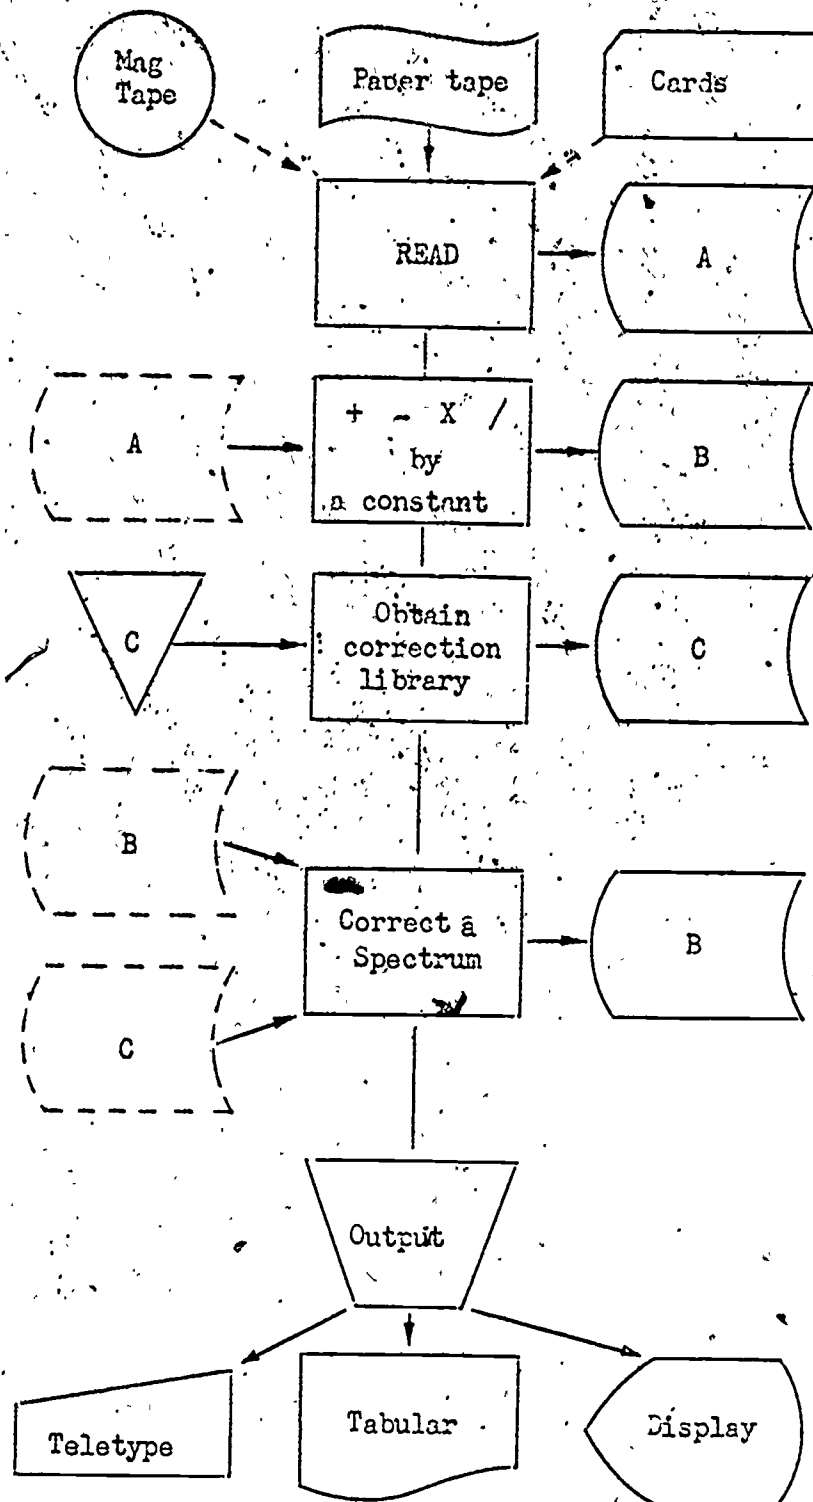 Mag
Tape
Paper tape
Cards
READ
A
A
+ - X /
by
a constant
B
C
Obtain
correction
library
C
B
Correct a
Spectrum
B
C
Output
Teletype
Tabular
Display